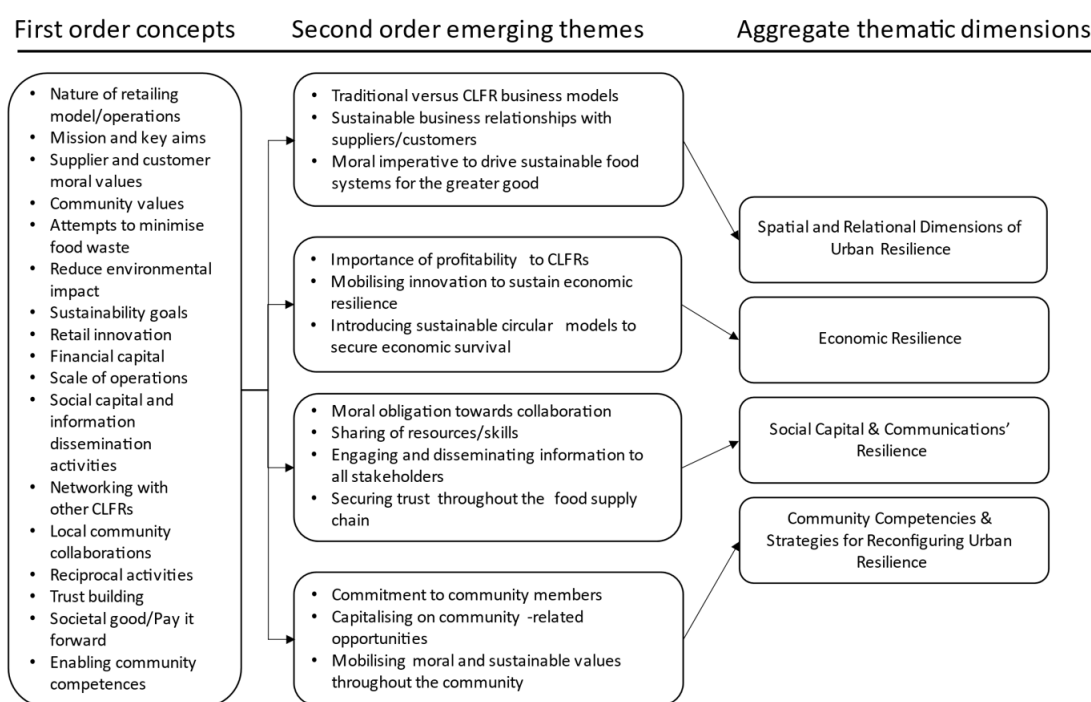 First order concepts
Second order emerging themes
Aggregate thematic dimensions
• Nature of retailing
model/operations
• Mission and key aims
• Supplier and customer
moral values
• Community values
• Attempts to minimise
food waste
• Reduce environmental
impact
• Sustainability goals
• Retail innovation
• Financial capital
• Scale of operations
• Social capital and
information
dissemination
activities
• Networking with
other CLFRs
• Local community
collaborations
• Reciprocal activities
• Trust building
• Societal good/Pay it
forward
• Enabling community
competences
• Traditional versus CLFR business models
• Sustainable business relationships with
suppliers/customers
• Moral imperative to drive sustainable food
systems for the greater good
• Importance of profitability to CLFRs
• Mobilising innovation to sustain economic
resilience
• Introducing sustainable circular models to
secure economic survival
• Moral obligation towards collaboration
• Sharing of resources/skills
• Engaging and disseminating information to
all stakeholders
• Securing trust throughout the food supply
chain
• Commitment to community members
• Capitalising on community -related
opportunities
• Mobilising moral and sustainable values
throughout the community
Spatial and Relational Dimensions of
Urban Resilience
Economic Resilience
Social Capital & Communications’
Resilience
Community Competencies &
Strategies for Reconfiguring Urban
Resilience